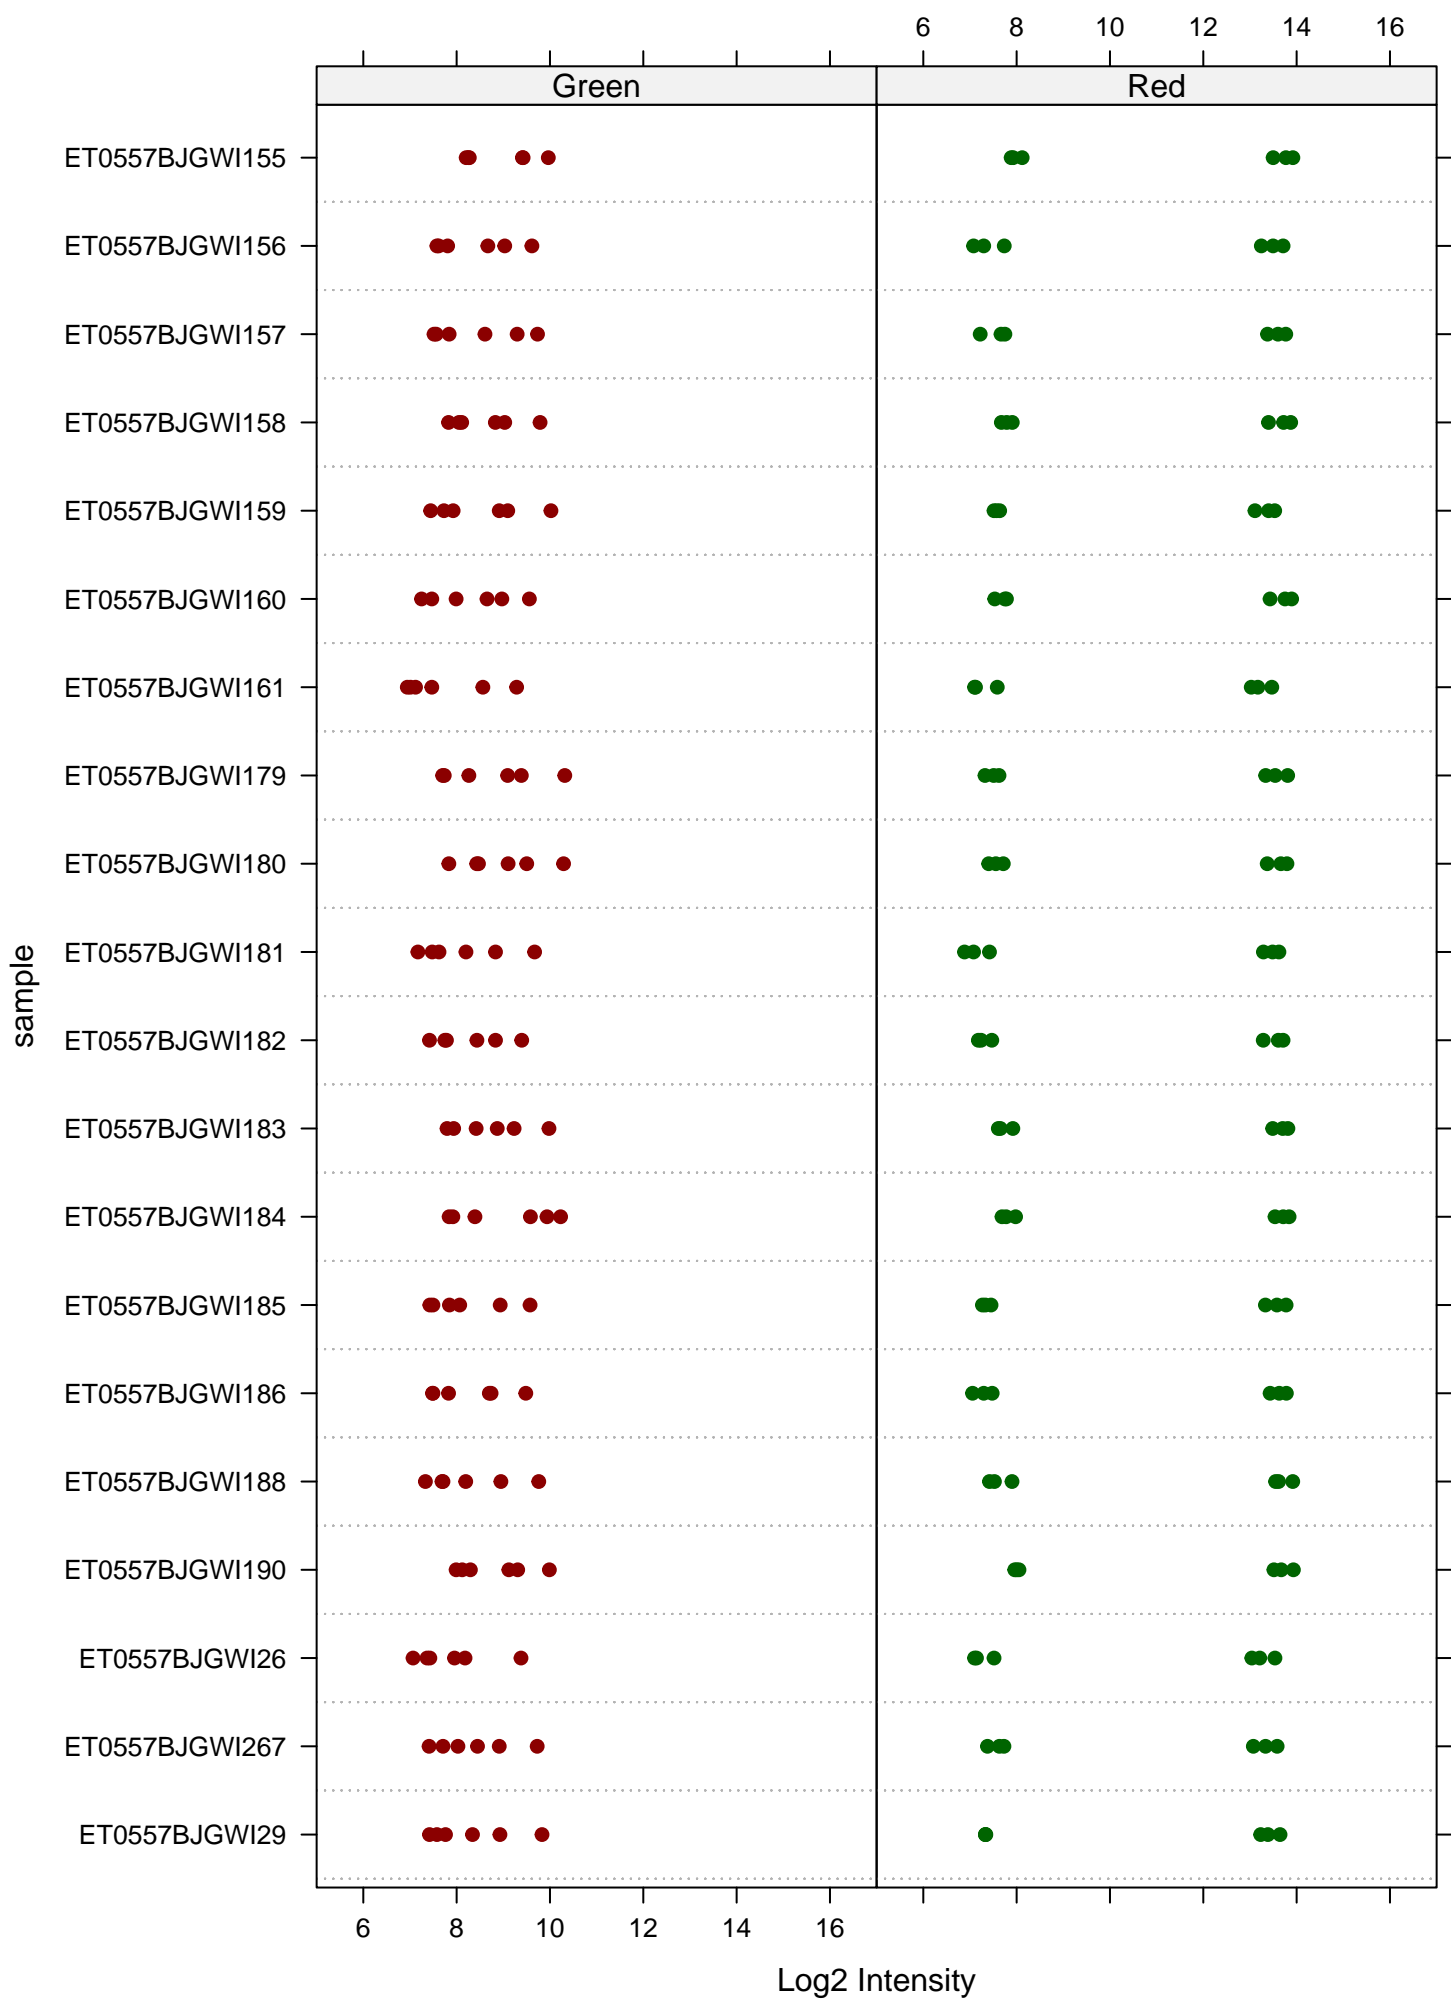 6 8 10 12 14 16
Green Red
ET0557BJGWI155
ET0557BJGWI156
ET0557BJGWI157
ET0557BJGWI158
ET0557BJGWI159
ET0557BJGWI160
ET0557BJGWI161
ET0557BJGWI179
ET0557BJGWI180
ET0557BJGWI181
sample
ET0557BJGWI182
ET0557BJGWI183
ET0557BJGWI184
ET0557BJGWI185
ET0557BJGWI186
ET0557BJGWI188
ET0557BJGWI190
ET0557BJGWI26
ET0557BJGWI267
ET0557BJGWI29
6 8 10 12 14 16
Log2 Intensity